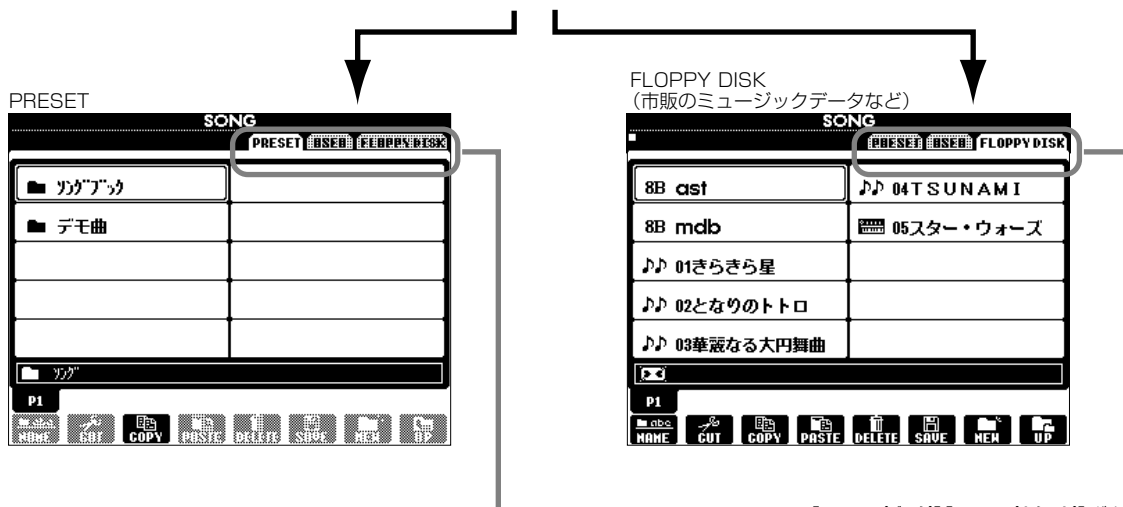 PRESET
SONG
PRESET USER FLOPPY DISK
ソングブック
デモ曲
ソング
P1
NAME CUT COPY PASTE DELETE SAVE NEW UP
FLOPPY DISK
(市販のミュージックデータなど)
SONG
PRESET USER FLOPPY DISK
8B ast
8B mdb
01きらきら星
02となりのトトロ
03華麗なる大円舞曲
04TSUNAMI
05スター・ウォーズ
P1
abc
NAME CUT COPY PASTE DELETE SAVE NEW UP